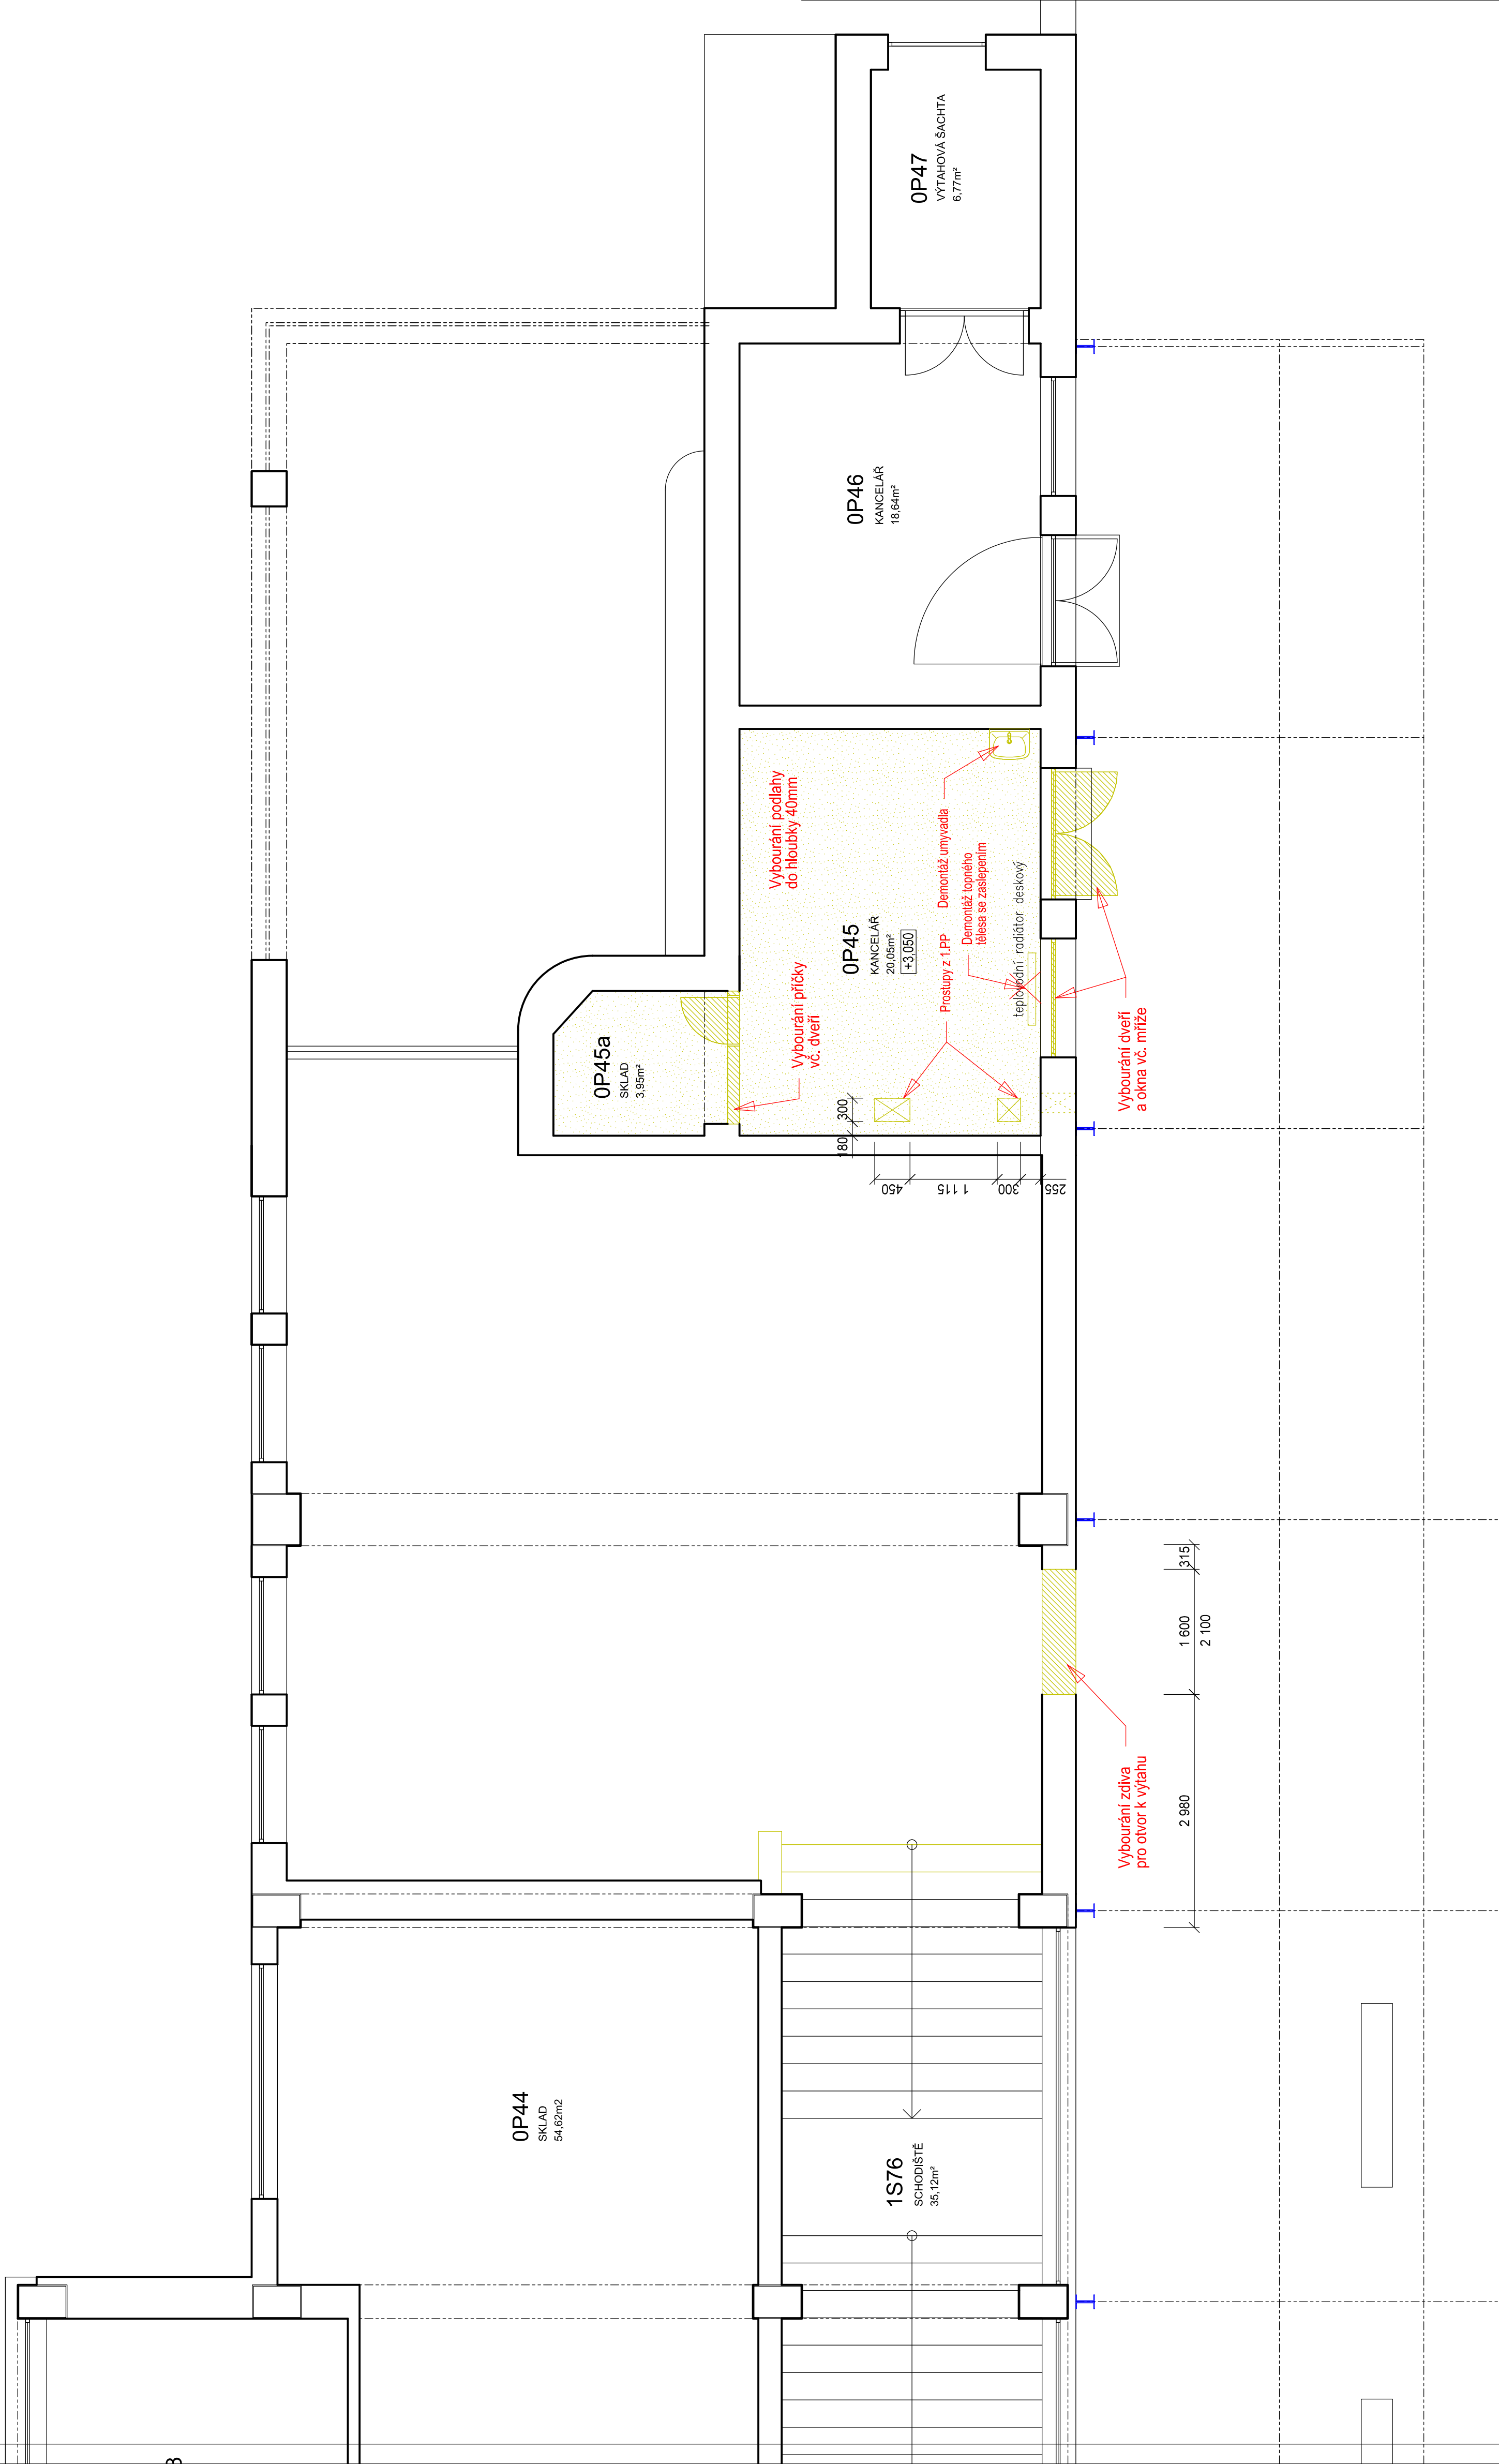 0P47
VÝTAHOVÁ ŠACHTA
6,77m²
0P46
KANCELÁŘ
18,64m²
Vybourání podlahy
do hloubky 40mm
0P45
KANCELÁŘ
20,05m²
+3,050
Prostupy z 1.PP
Demontáž umyvadla
Demontáž topného
tělesa se zaslepením
teplovodní radiátor deskový
Vybourání příčky
vč. dveří
0P45a
SKLAD
3,95m²
Vybourání dveří
a okna vč. mříže
180
300
450
1 115
300
255
315
1 600
2 100
2 980
Vybourání zdiva
pro otvor k výtahu
0P44
SKLAD
54,62m2
1S76
SCHODIŠTĚ
35,12m²